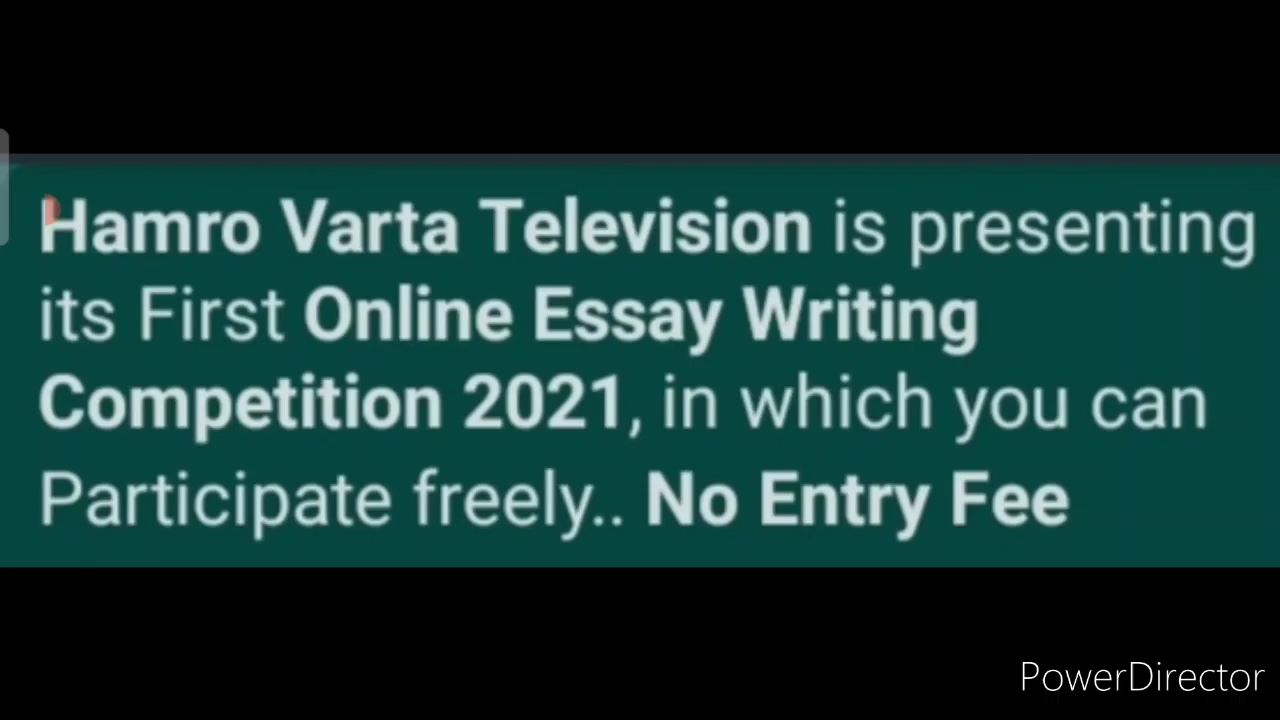 Hamro Varta Television is presenting
its First Online Essay Writing
Competition 2021, in which you can
Participate freely.. No Entry Fee
PowerDirector